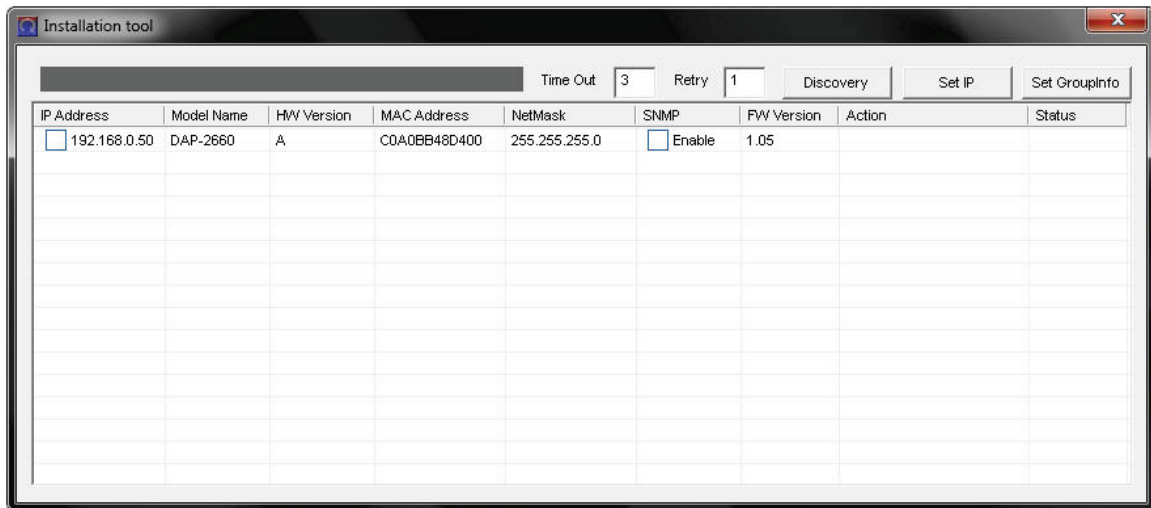 Installation tool
Time Out 3 Retry 1 Discovery Set IP Set GroupInfo
IP Address Model Name HW Version MAC Address NetMask SNMP FW Version Action Status
192.168.0.50 DAP-2660 A C0A0BB48D400 255.255.255.0 Enable 1.05